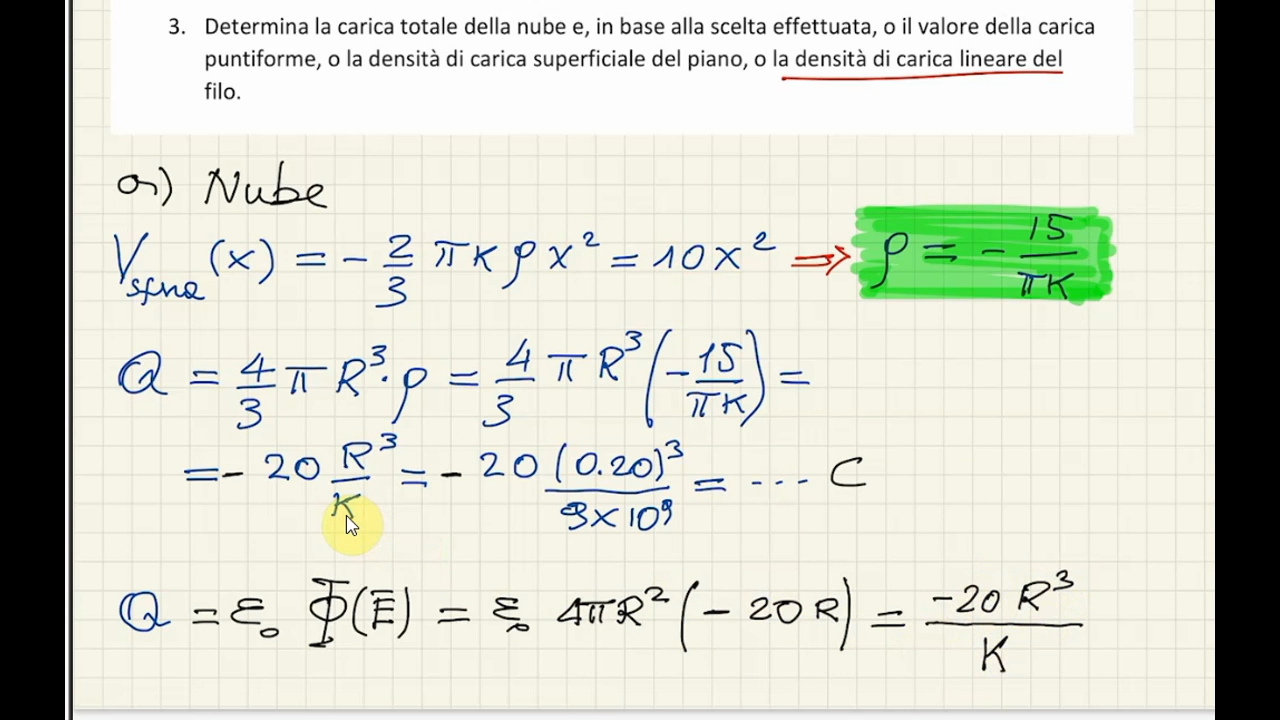 3. Determina la carica totale della nube e, in base alla scelta effettuata, o il valore della carica
puntiforme, o la densità di carica superficiale del piano, o la densità di carica lineare del
filo.
a) Nube
V_sfera (x) = - 2/3 π K ρ x² = 10 x² ⇒ ρ = - 15/(πK)
Q = 4/3 π R³ · ρ = 4/3 π R³ (- 15/(πK)) =
= - 20 R³/K = - 20 (0.20)³/(9×10⁹) = ... C
Q = ε₀ Φ(E) = ε₀ 4πR² (- 20R) = -20 R³/K